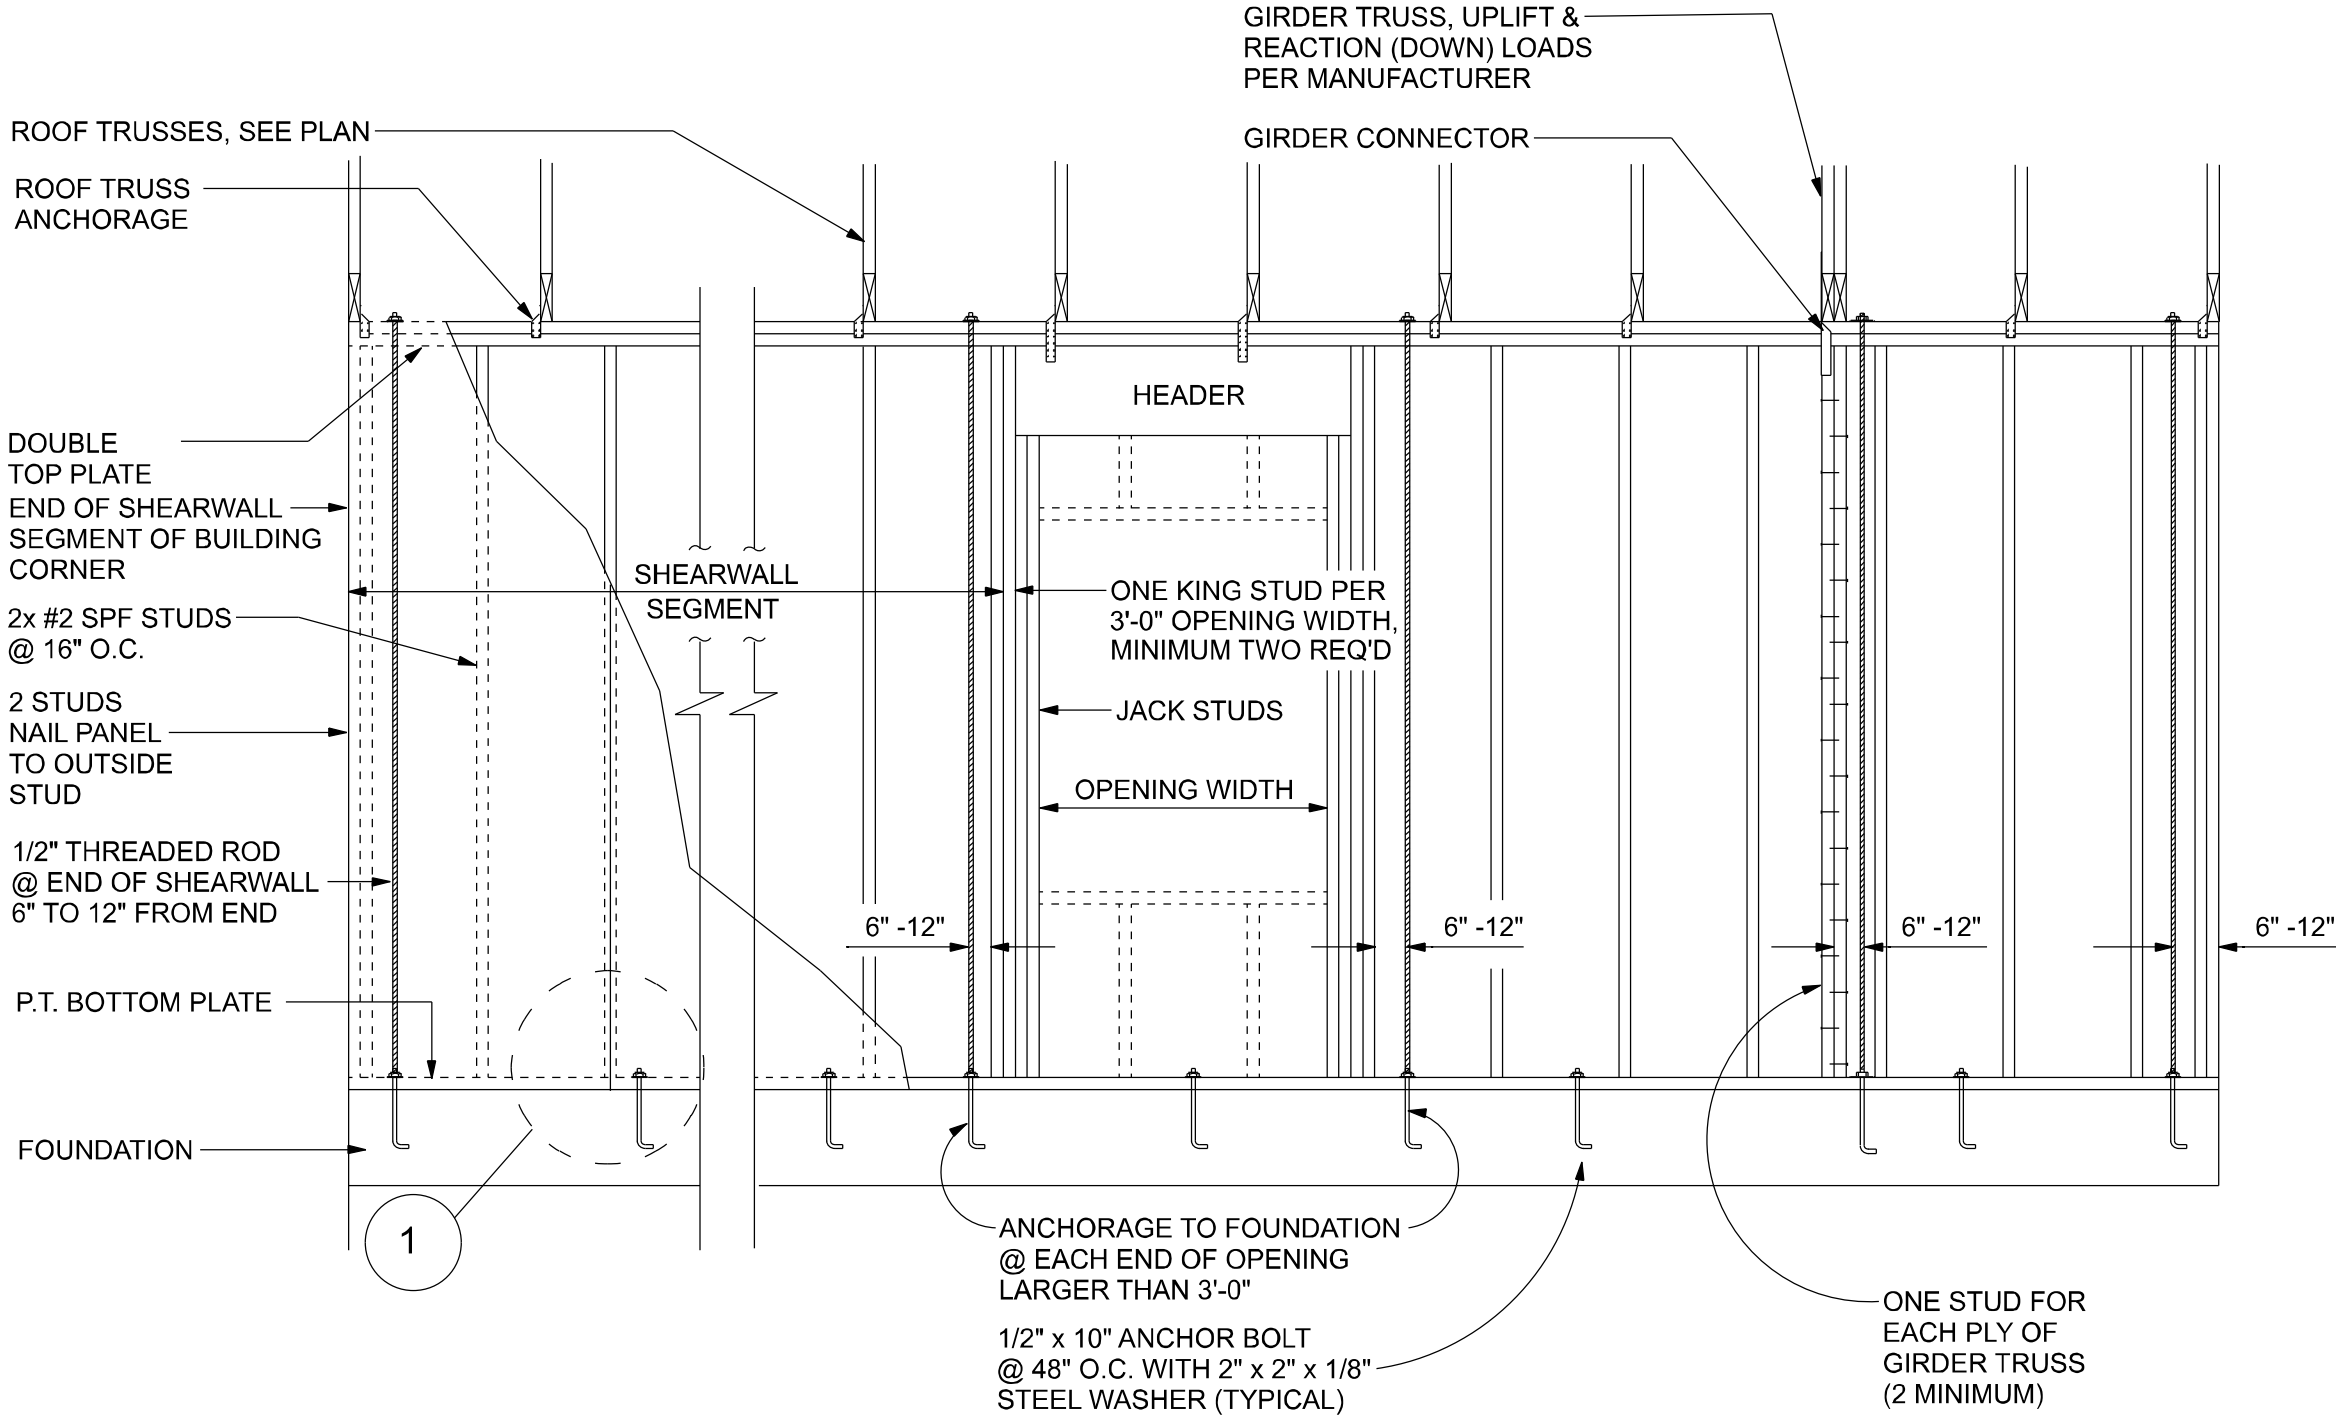 GIRDER TRUSS, UPLIFT &
REACTION (DOWN) LOADS
PER MANUFACTURER
ROOF TRUSSES, SEE PLAN
GIRDER CONNECTOR
ROOF TRUSS
ANCHORAGE
HEADER
DOUBLE
TOP PLATE
END OF SHEARWALL
SEGMENT OF BUILDING
CORNER
SHEARWALL
SEGMENT
ONE KING STUD PER
3'-0" OPENING WIDTH,
MINIMUM TWO REQ'D
2x #2 SPF STUDS
@ 16" O.C.
2 STUDS
NAIL PANEL
TO OUTSIDE
STUD
JACK STUDS
OPENING WIDTH
1/2" THREADED ROD
@ END OF SHEARWALL
6" TO 12" FROM END
6" -12"
6" -12"
6" -12"
6" -12"
P.T. BOTTOM PLATE
FOUNDATION
1
ANCHORAGE TO FOUNDATION
@ EACH END OF OPENING
LARGER THAN 3'-0"
1/2" x 10" ANCHOR BOLT
@ 48" O.C. WITH 2" x 2" x 1/8"
STEEL WASHER (TYPICAL)
ONE STUD FOR
EACH PLY OF
GIRDER TRUSS
(2 MINIMUM)